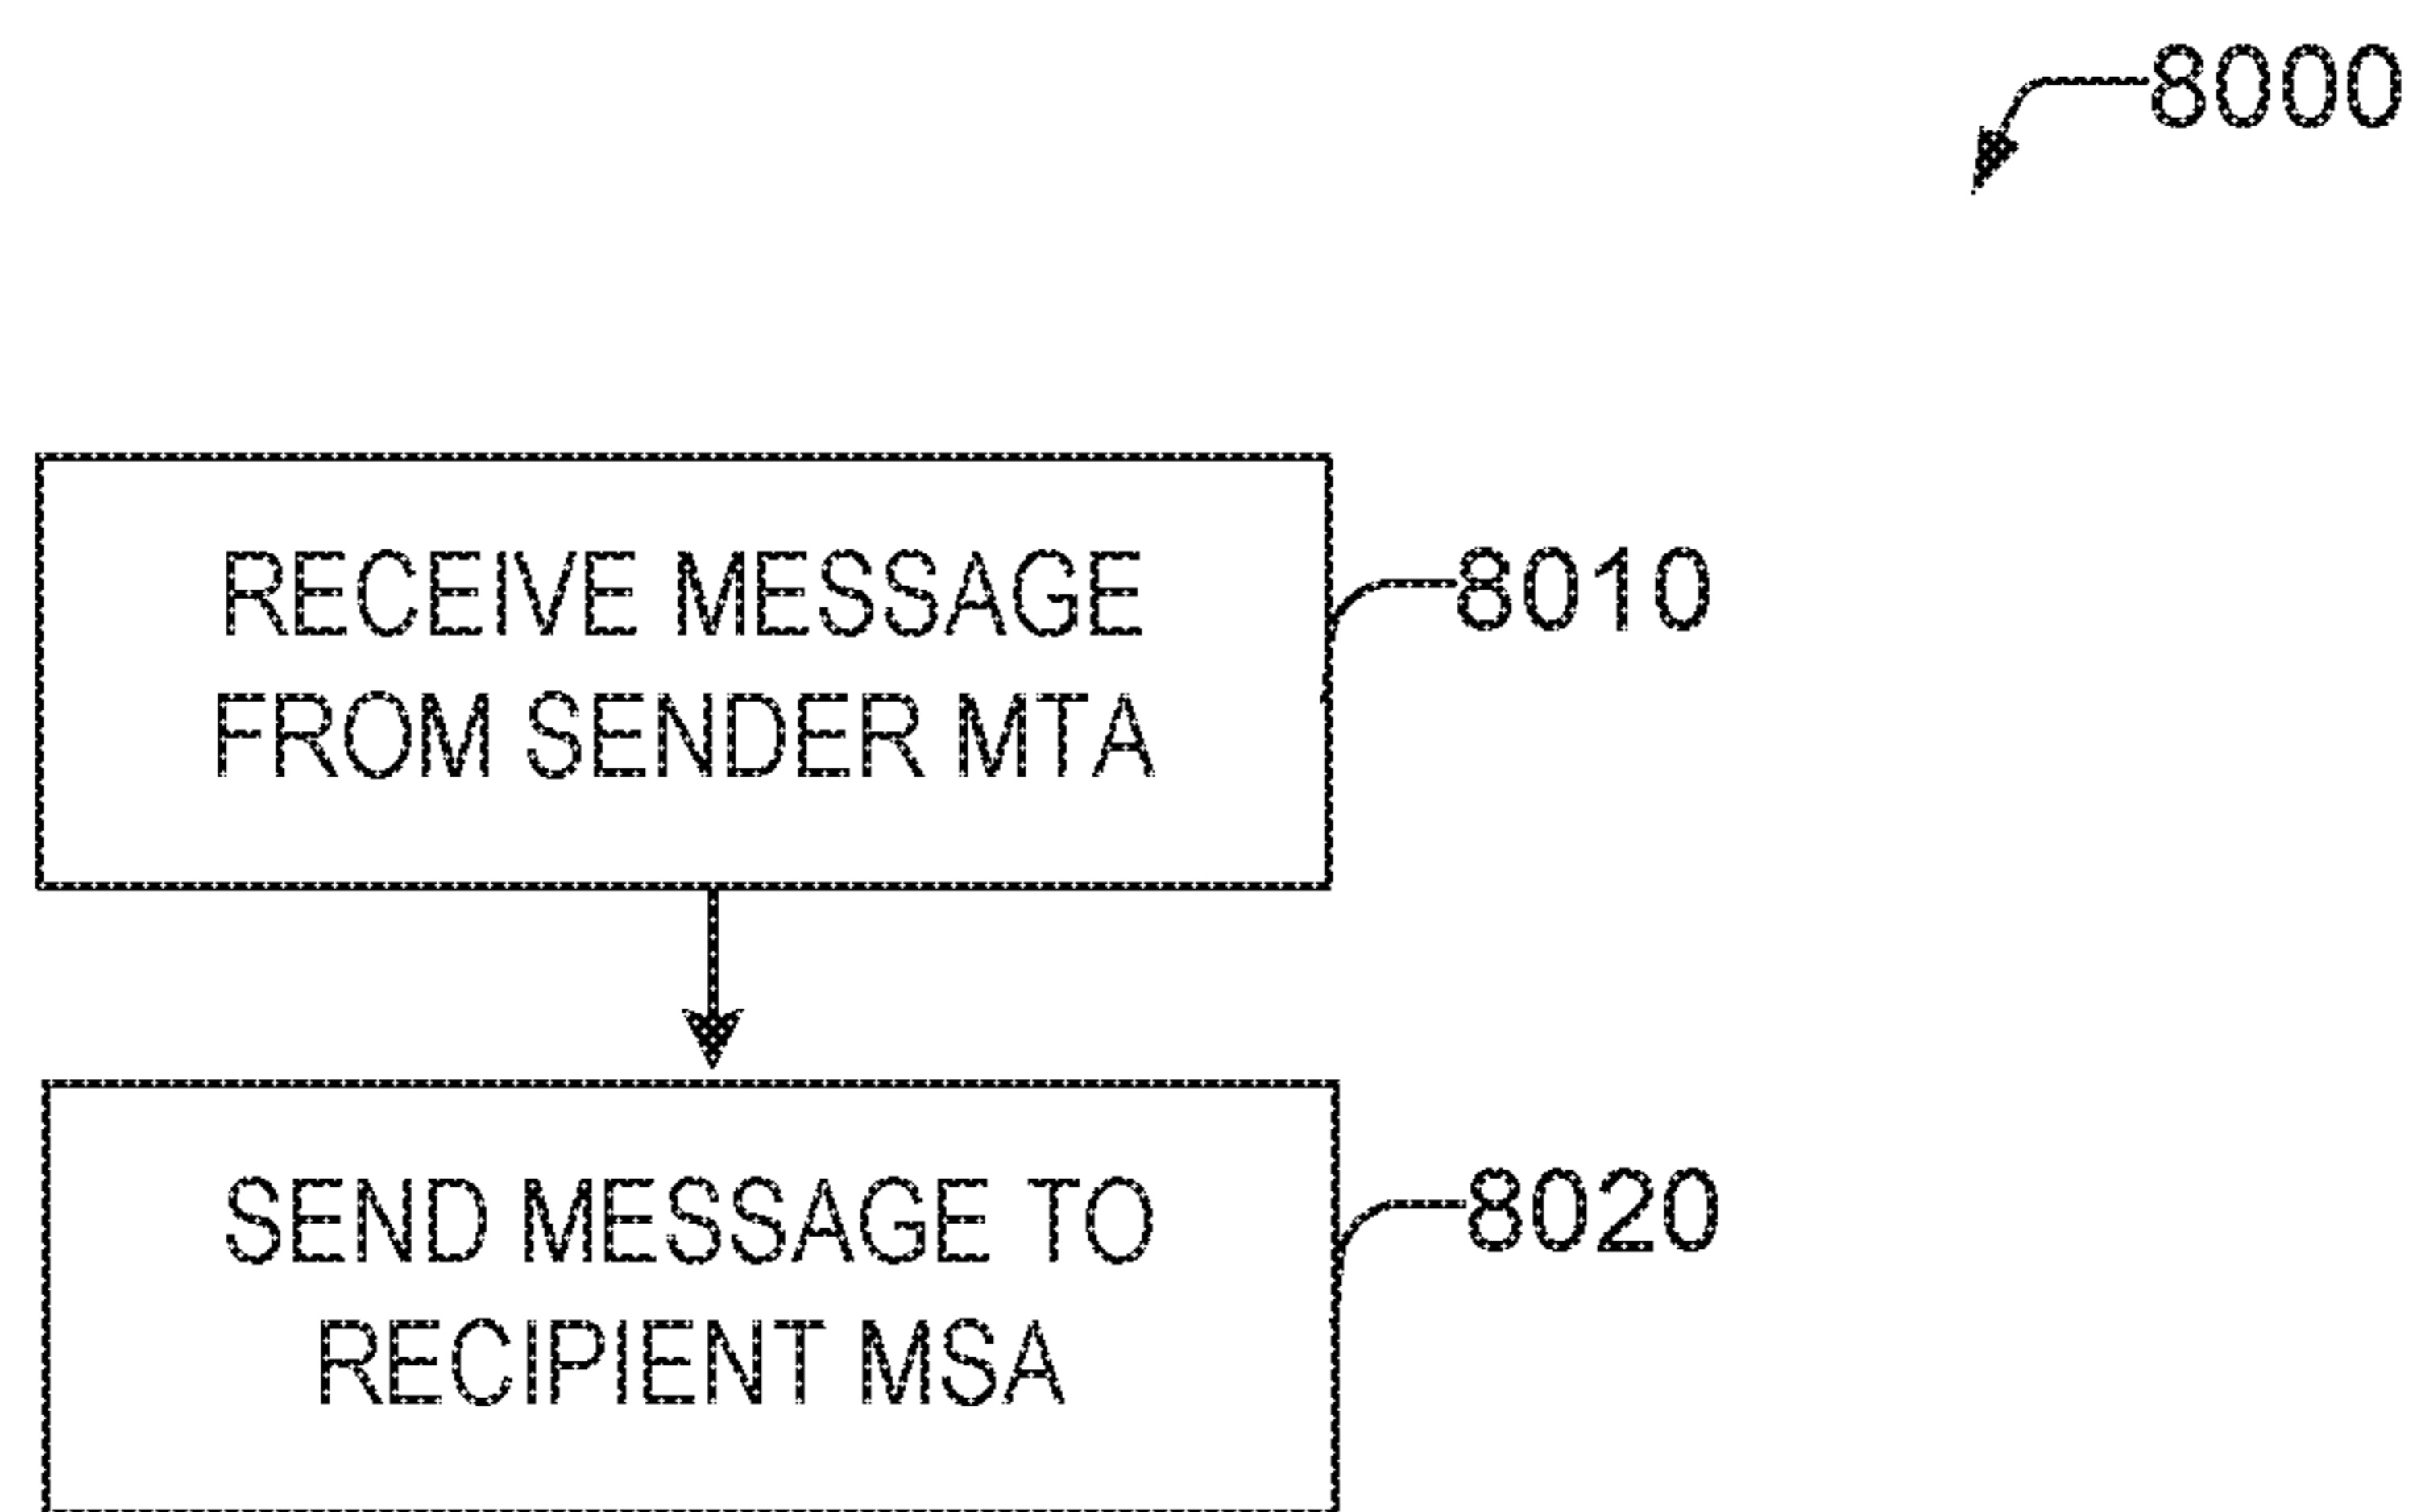 8000
RECEIVE MESSAGE
FROM SENDER MTA
8010
SEND MESSAGE TO
RECIPIENT MSA
8020